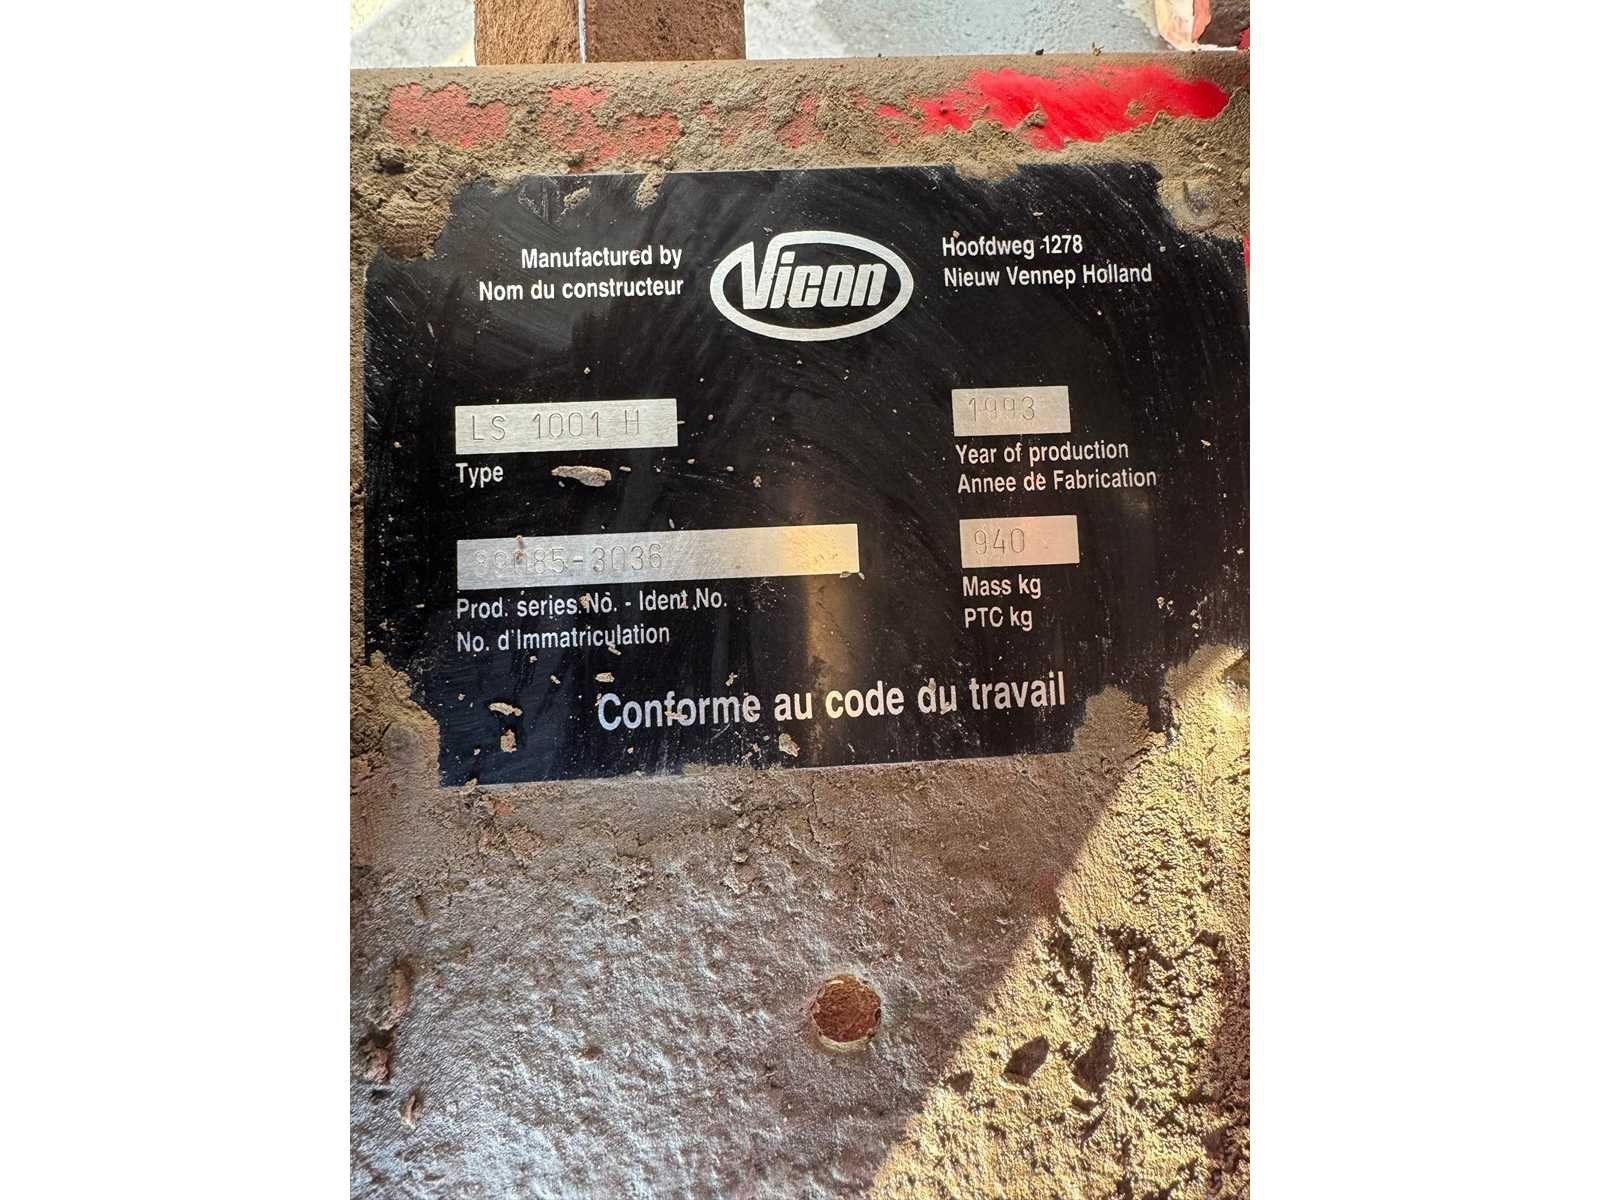 Manufactured by
Nom du constructeur
Vicon
Hoofdweg 1278
Nieuw Vennep Holland
LS 1001 H
Type
1993
Year of production
Annee de Fabrication
Prod. series.No. - Ident.No.
No. d'Immatriculation
940
Mass kg
PTC kg
Conforme au code du travail